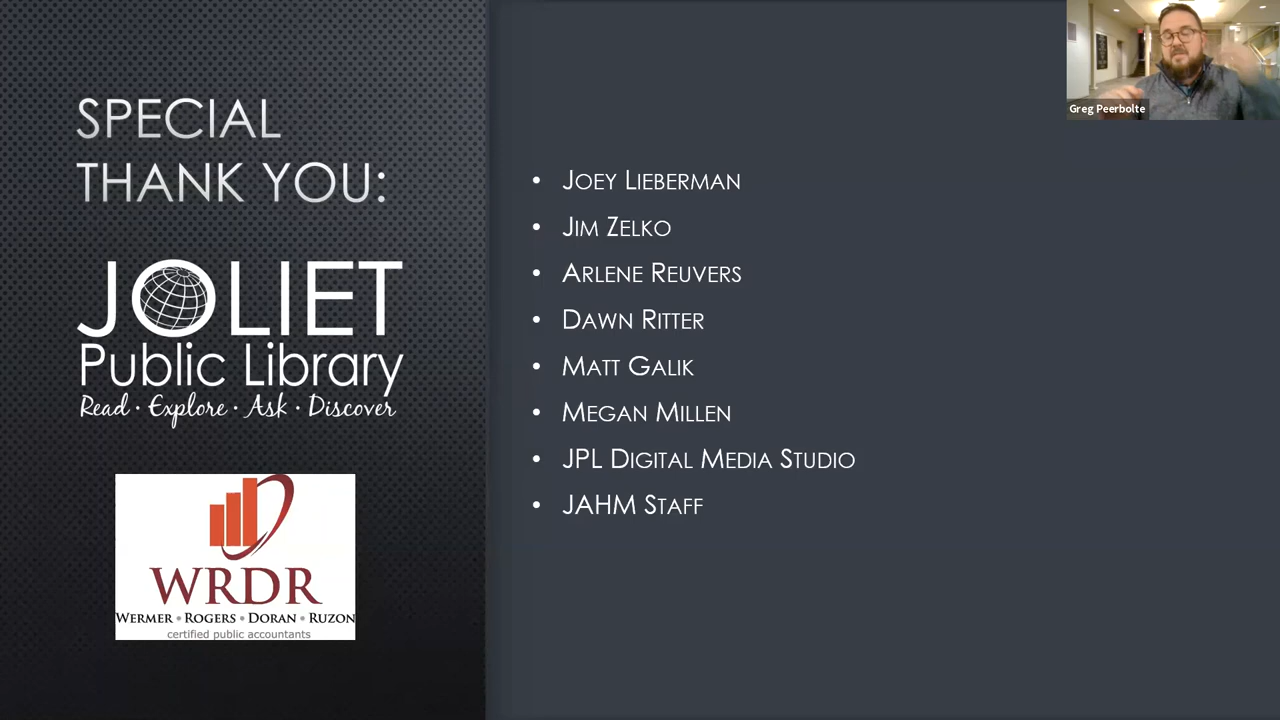 SPECIAL
THANK YOU:
JOLIET
Public Library
Read · Explore · Ask · Discover
WRDR
WERMER • ROGERS • DORAN • RUZON
certified public accountants
• JOEY LIEBERMAN
• JIM ZELKO
• ARLENE REUVERS
• DAWN RITTER
• MATT GALIK
• MEGAN MILLEN
• JPL DIGITAL MEDIA STUDIO
• JAHM STAFF
Greg Peerbolte